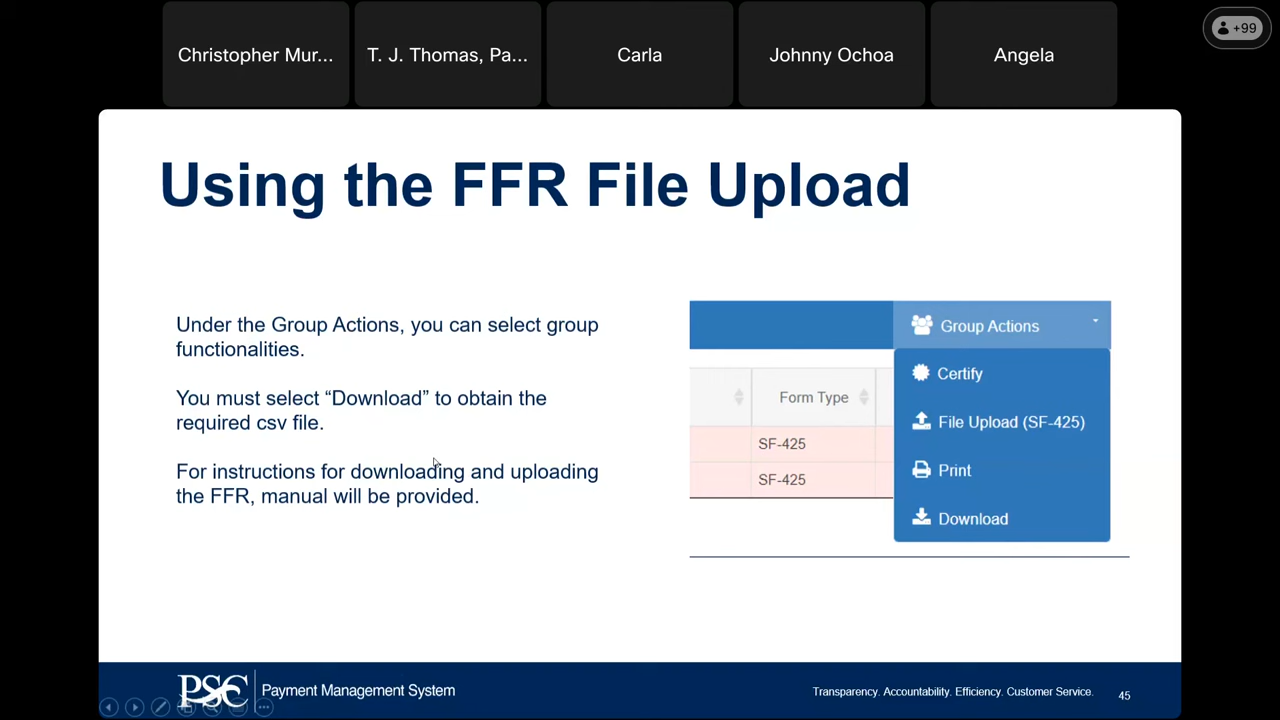 Christopher Mur...
T. J. Thomas, Pa...
Carla
Johnny Ochoa
Angela
+99
Using the FFR File Upload
Under the Group Actions, you can select group
functionalities.
You must select “Download” to obtain the
required csv file.
For instructions for downloading and uploading
the FFR, manual will be provided.
Group Actions
Certify
Form Type
File Upload (SF-425)
SF-425
Print
SF-425
Download
PSC
Payment Management System
Transparency. Accountability. Efficiency. Customer Service.
45